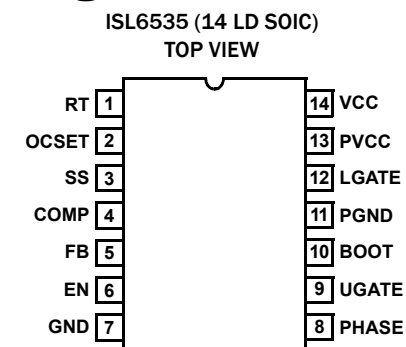 ISL6535 (14 LD SOIC)
TOP VIEW
RT 1 14 VCC
OCSET 2 13 PVCC
SS 3 12 LGATE
COMP 4 11 PGND
FB 5 10 BOOT
EN 6 9 UGATE
GND 7 8 PHASE